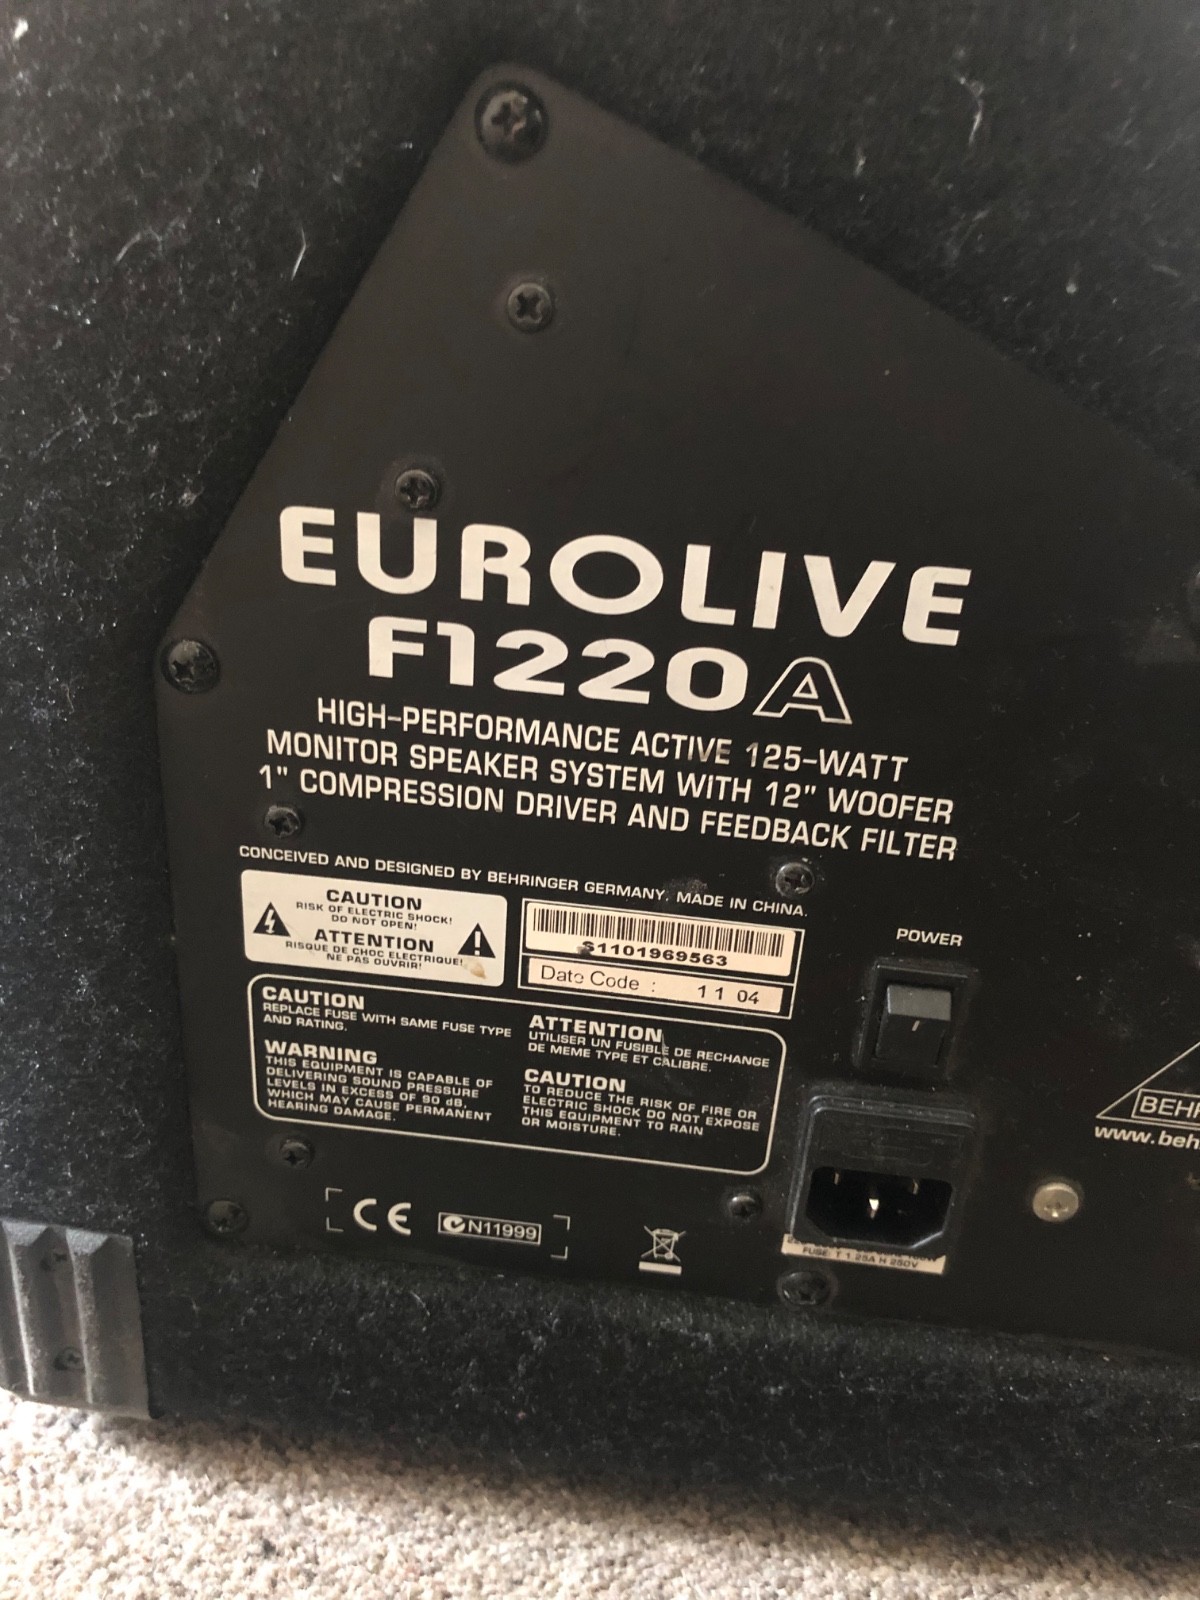 EUROLIVE
F1220A
HIGH-PERFORMANCE ACTIVE 125-WATT
MONITOR SPEAKER SYSTEM WITH 12" WOOFER
1" COMPRESSION DRIVER AND FEEDBACK FILTER
CONCEIVED AND DESIGNED BY BEHRINGER GERMANY. MADE IN CHINA.
CAUTION
RISK OF ELECTRIC SHOCK!
DO NOT OPEN!
ATTENTION
RISQUE DE CHOC ELECTRIQUE!
NE PAS OUVRIR!
S1101969563
Date Code : 11 04
POWER
CAUTION
REPLACE FUSE WITH SAME FUSE TYPE
AND RATING.
WARNING
THIS EQUIPMENT IS CAPABLE OF
DELIVERING SOUND PRESSURE
LEVELS IN EXCESS OF 90 dB,
WHICH MAY CAUSE PERMANENT
HEARING DAMAGE.
ATTENTION
UTILISER UN FUSIBLE DE RECHANGE
DE MEME TYPE ET CALIBRE.
CAUTION
TO REDUCE THE RISK OF FIRE OR
ELECTRIC SHOCK DO NOT EXPOSE
THIS EQUIPMENT TO RAIN
OR MOISTURE.
BEH
www.beh
CE
N11999
FUSE: T 1.25A H 250V